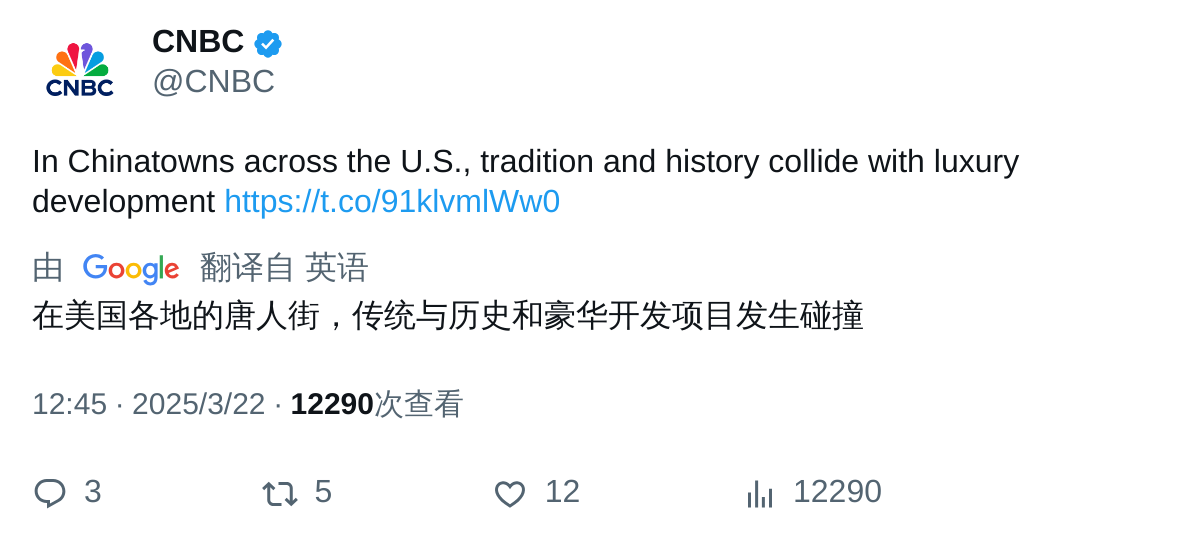 CNBC
CNBC
@CNBC
In Chinatowns across the U.S., tradition and history collide with luxury
development https://t.co/91klvmlWw0
由 Google 翻译自 英语
在美国各地的唐人街，传统与历史和豪华开发项目发生碰撞
12:45 · 2025/3/22 · 12290次查看
3 5 12 12290